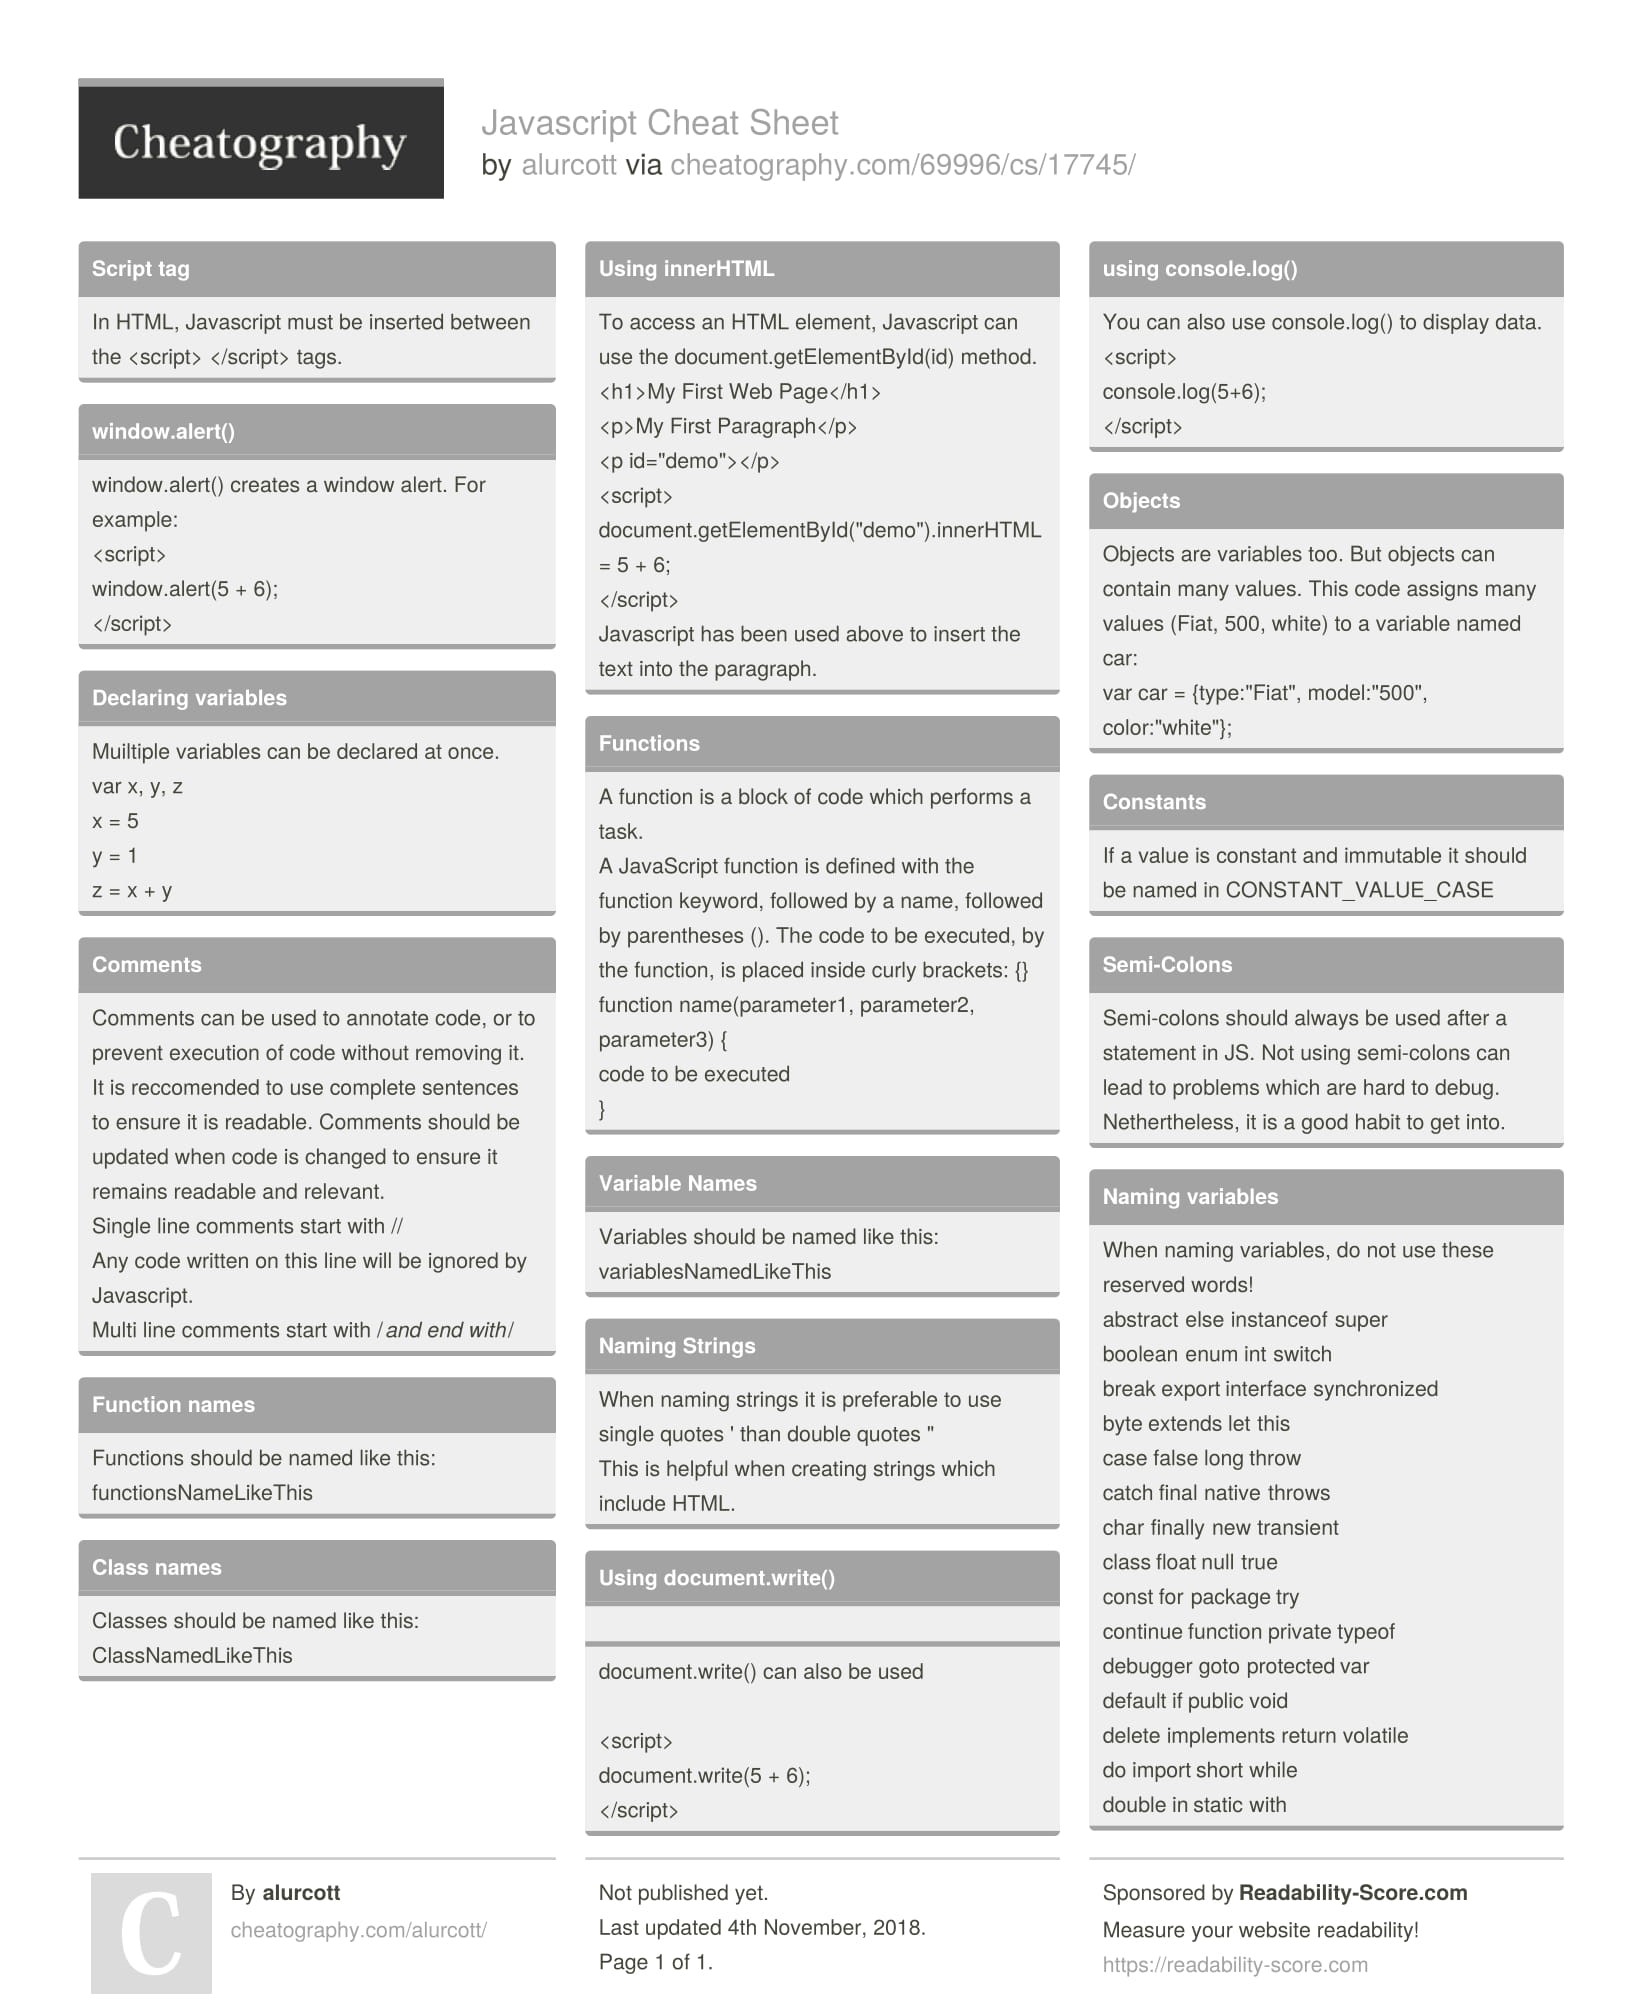 Cheatography
Javascript Cheat Sheet
by alurcott via cheatography.com/69996/cs/17745/
Script tag
In HTML, Javascript must be inserted between
the <script> </script> tags.
window.alert()
window.alert() creates a window alert. For
example:
<script>
window.alert(5 + 6);
</script>
Declaring variables
Muiltiple variables can be declared at once.
var x, y, z
x = 5
y = 1
z = x + y
Comments
Comments can be used to annotate code, or to
prevent execution of code without removing it.
It is reccomended to use complete sentences
to ensure it is readable. Comments should be
updated when code is changed to ensure it
remains readable and relevant.
Single line comments start with //
Any code written on this line will be ignored by
Javascript.
Multi line comments start with /and end with/
Function names
Functions should be named like this:
functionsNameLikeThis
Class names
Classes should be named like this:
ClassNamedLikeThis
Using innerHTML
To access an HTML element, Javascript can
use the document.getElementById(id) method.
<h1>My First Web Page</h1>
<p>My First Paragraph</p>
<p id="demo"></p>
<script>
document.getElementById("demo").innerHTML
= 5 + 6;
</script>
Javascript has been used above to insert the
text into the paragraph.
Functions
A function is a block of code which performs a
task.
A JavaScript function is defined with the
function keyword, followed by a name, followed
by parentheses (). The code to be executed, by
the function, is placed inside curly brackets: {}
function name(parameter1, parameter2,
parameter3) {
code to be executed
}
Variable Names
Variables should be named like this:
variablesNamedLikeThis
Naming Strings
When naming strings it is preferable to use
single quotes ' than double quotes "
This is helpful when creating strings which
include HTML.
Using document.write()
document.write() can also be used
<script>
document.write(5 + 6);
</script>
using console.log()
You can also use console.log() to display data.
<script>
console.log(5+6);
</script>
Objects
Objects are variables too. But objects can
contain many values. This code assigns many
values (Fiat, 500, white) to a variable named
car:
var car = {type:"Fiat", model:"500",
color:"white"};
Constants
If a value is constant and immutable it should
be named in CONSTANT_VALUE_CASE
Semi-Colons
Semi-colons should always be used after a
statement in JS. Not using semi-colons can
lead to problems which are hard to debug.
Nethertheless, it is a good habit to get into.
Naming variables
When naming variables, do not use these
reserved words!
abstract else instanceof super
boolean enum int switch
break export interface synchronized
byte extends let this
case false long throw
catch final native throws
char finally new transient
class float null true
const for package try
continue function private typeof
debugger goto protected var
default if public void
delete implements return volatile
do import short while
double in static with
C
By alurcott
cheatography.com/alurcott/
Not published yet.
Last updated 4th November, 2018.
Page 1 of 1.
Sponsored by Readability-Score.com
Measure your website readability!
https://readability-score.com